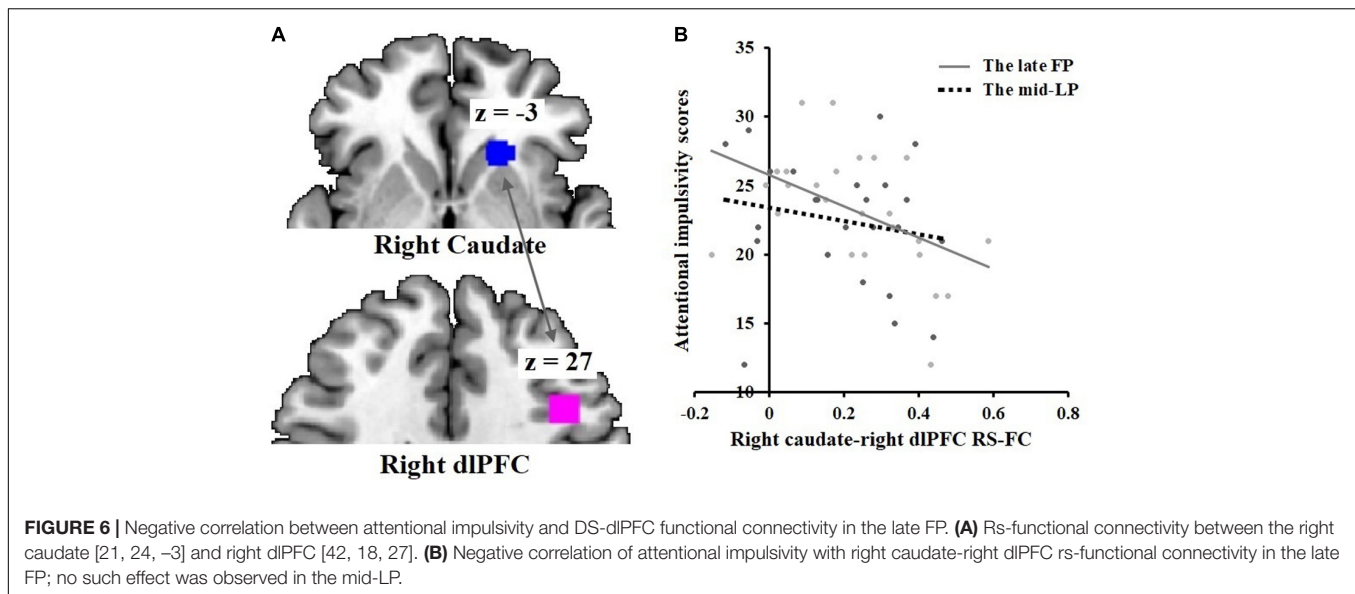 A
z = -3
Right Caudate
z = 27
Right dlPFC
B
35
30
25
20
15
10
-0.2 0 0.2 0.4 0.6 0.8
Attentional impulsivity scores
Right caudate-right dlPFC RS-FC
The late FP
The mid-LP
FIGURE 6 | Negative correlation between attentional impulsivity and DS-dlPFC functional connectivity in the late FP. (A) Rs-functional connectivity between the right
caudate [21, 24, –3] and right dlPFC [42, 18, 27]. (B) Negative correlation of attentional impulsivity with right caudate-right dlPFC rs-functional connectivity in the late
FP; no such effect was observed in the mid-LP.